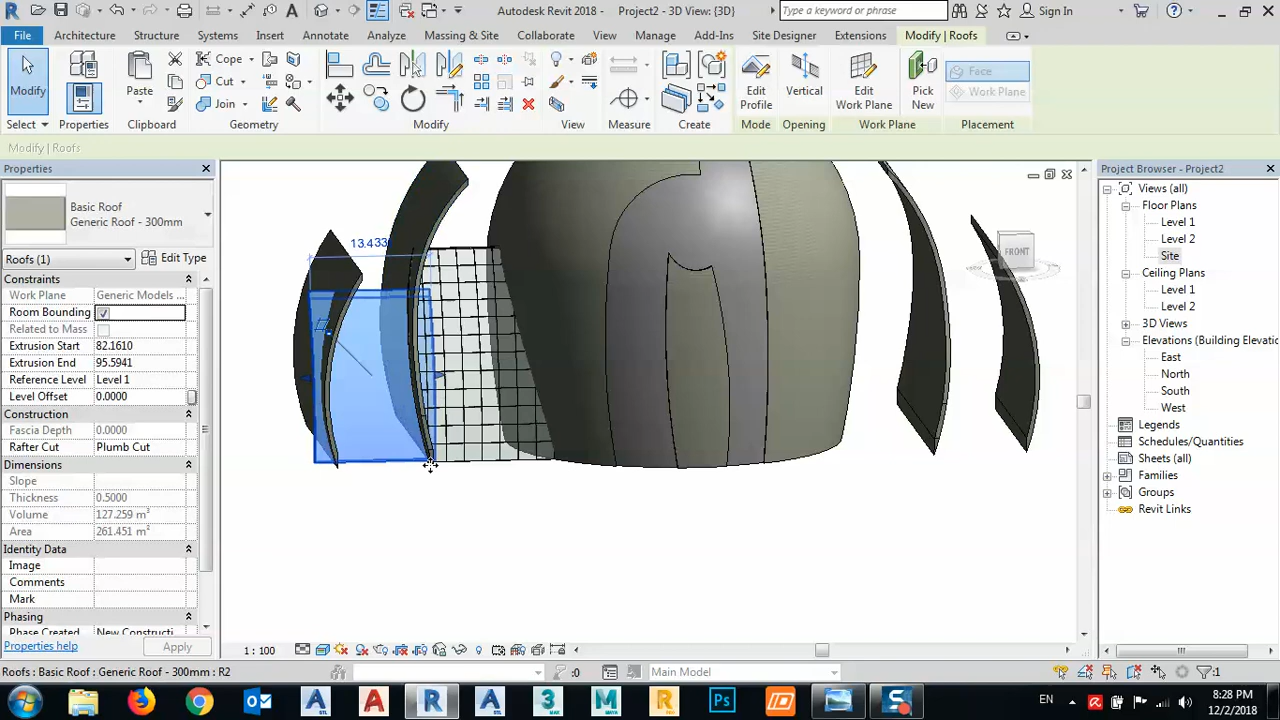 Autodesk Revit 2018 - Project2 - 3D View: {3D}
Type a keyword or phrase
Sign In
File Architecture Structure Systems Insert Annotate Analyze Massing & Site Collaborate View Manage Add-Ins Site Designer Extensions Modify | Roofs
Modify
Paste
Cope
Cut
Join
Edit Profile
Vertical
Edit Work Plane
Pick New
Face
Work Plane
Select Properties Clipboard Geometry Modify View Measure Create Mode Opening Work Plane Placement
Modify | Roofs
Properties
Basic Roof
Generic Roof - 300mm
Roofs (1)
Edit Type
Constraints
Work Plane Generic Models ...
Room Bounding
Related to Mass
Extrusion Start 82.1610
Extrusion End 95.5941
Reference Level Level 1
Level Offset 0.0000
Construction
Fascia Depth 0.0000
Rafter Cut Plumb Cut
Dimensions
Slope
Thickness 0.5000
Volume 127.259 m³
Area 261.451 m²
Identity Data
Image
Comments
Mark
Phasing
Phase Created New Constructi
Properties help
Apply
13.433
FRONT
1 : 100
Project Browser - Project2
Views (all)
Floor Plans
Level 1
Level 2
Site
Ceiling Plans
Level 1
Level 2
3D Views
Elevations (Building Elevatio
East
North
South
West
Legends
Schedules/Quantities
Sheets (all)
Families
Groups
Revit Links
Roofs : Basic Roof : Generic Roof - 300mm : R2
:0
Main Model
:1
EN
8:28 PM
12/2/2018